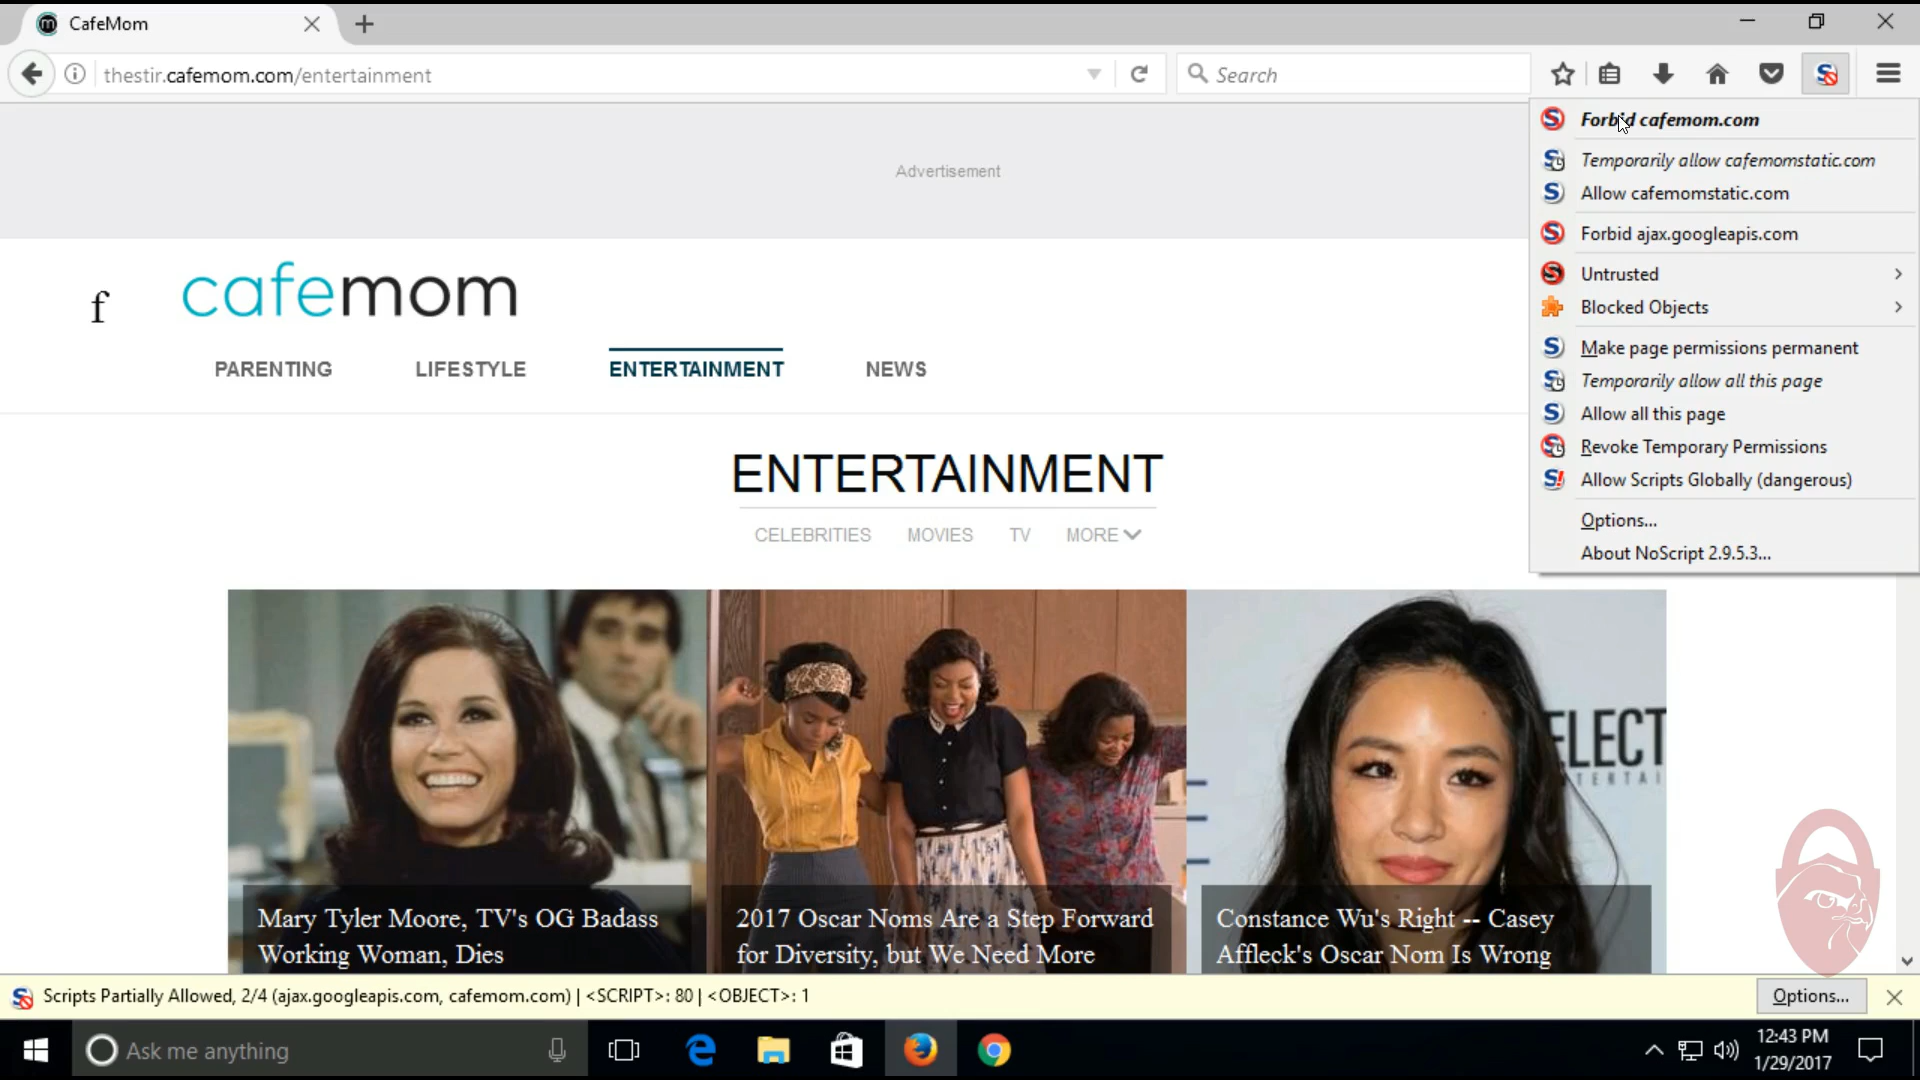 CafeMom
thestir.cafemom.com/entertainment
Search
Forbid cafemom.com
Temporarily allow cafemomstatic.com
Allow cafemomstatic.com
Forbid ajax.googleapis.com
Untrusted
Blocked Objects
Make page permissions permanent
Temporarily allow all this page
Allow all this page
Revoke Temporary Permissions
Allow Scripts Globally (dangerous)
Options...
About NoScript 2.9.5.3...
Advertisement
f
cafemom
PARENTING LIFESTYLE ENTERTAINMENT NEWS
ENTERTAINMENT
CELEBRITIES MOVIES TV MORE
ELECT
ENTERTAI
Mary Tyler Moore, TV's OG Badass
Working Woman, Dies
2017 Oscar Noms Are a Step Forward
for Diversity, but We Need More
Constance Wu's Right -- Casey
Affleck's Oscar Nom Is Wrong
Scripts Partially Allowed, 2/4 (ajax.googleapis.com, cafemom.com) | <SCRIPT>: 80 | <OBJECT>: 1
Options...
Ask me anything
12:43 PM
1/29/2017